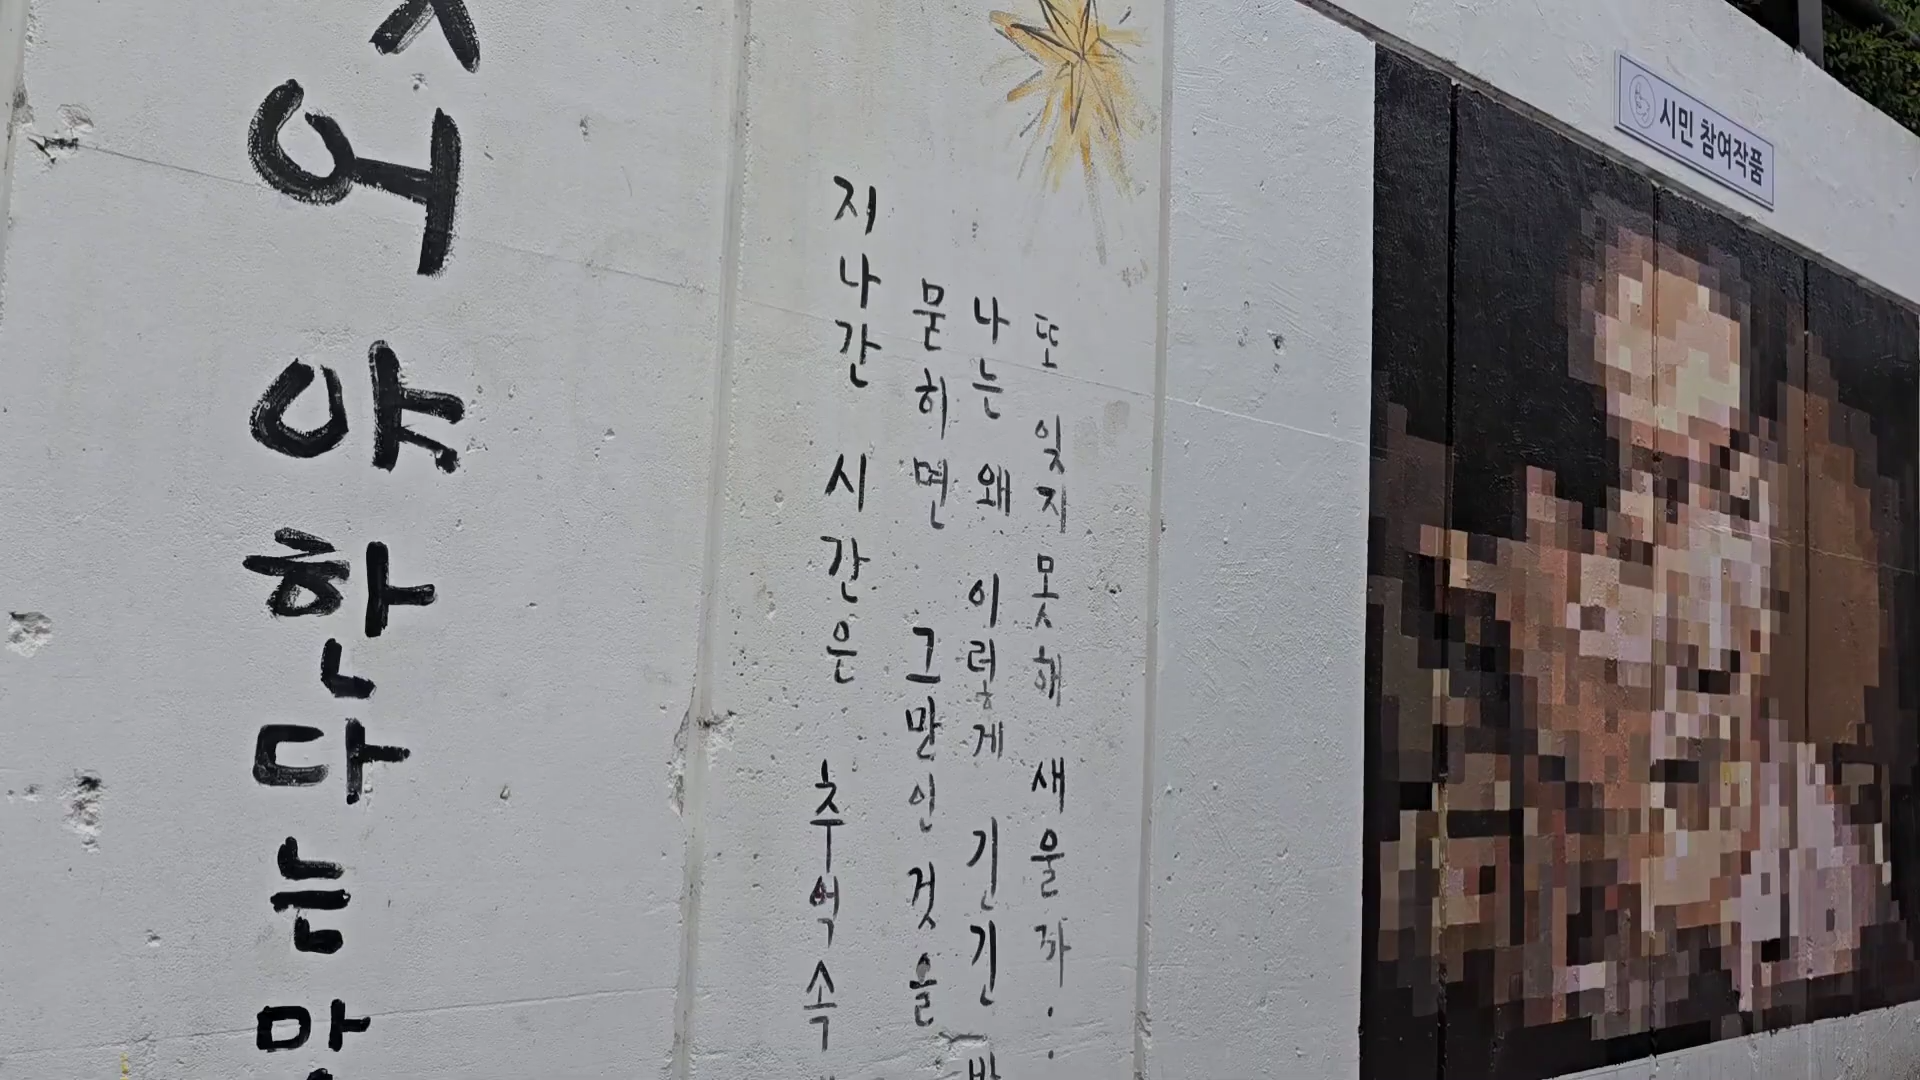 어야한다는
지나간 시간은 추억속
묻히면 그만인것을
나는 왜 이렇게 긴긴
또 잊지못해 새울까.
시민 참여작품